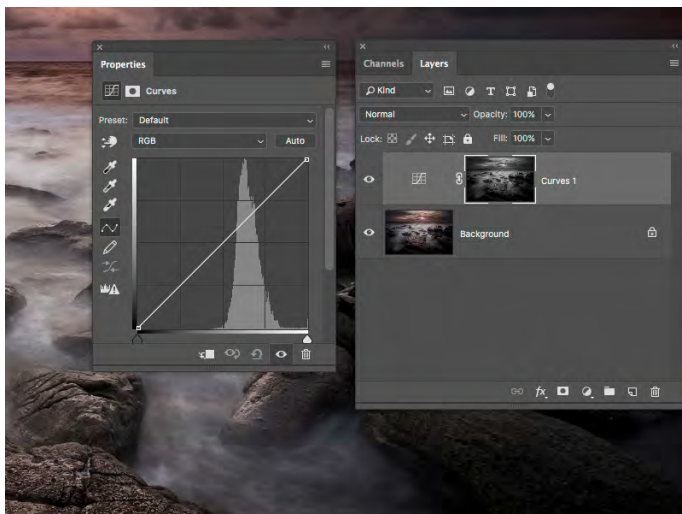 Properties
Curves
Preset: Default
RGB
Auto
Channels Layers
Kind
T
Normal
Opacity: 100%
Lock:
Fill: 100%
Curves 1
Background
fx